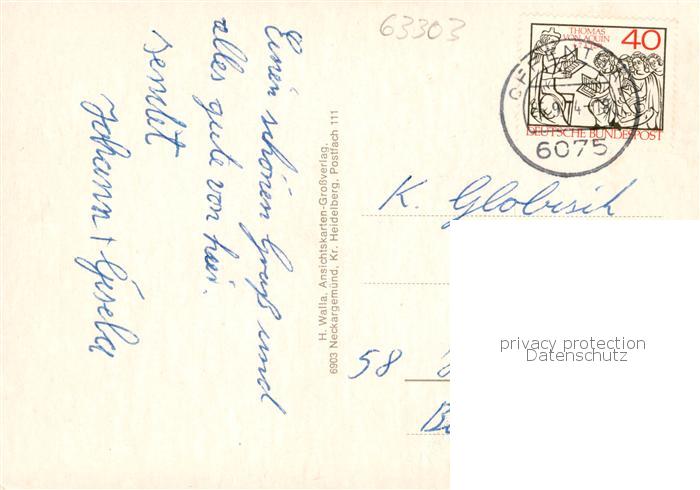 63303
Einen schönen Gruß und
alles gute von hier.
sendet
Johann + Gisela
H. Walla, Ansichtskarten-Großverlag,
6903 Neckargemünd, Kr. Heidelberg, Postfach 111
THOMAS
VON AQUIN
40
DEUTSCHE BUNDESPOST
6075
K. Globisch
58
privacy protection
Datenschutz